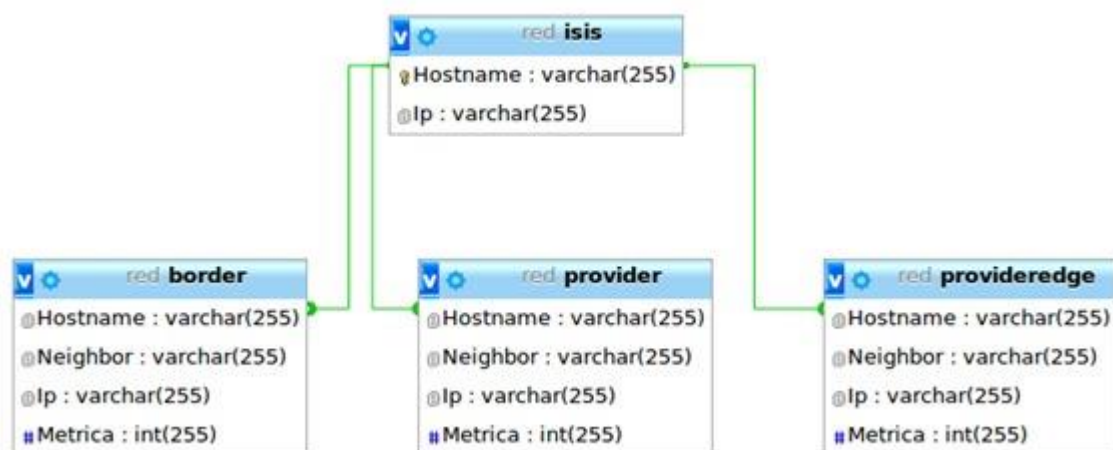 v red isis
Hostname : varchar(255)
@Ip : varchar(255)
v red border
@Hostname : varchar(255)
@Neighbor : varchar(255)
@Ip : varchar(255)
#Metrica : int(255)
v red provider
@Hostname : varchar(255)
@Neighbor : varchar(255)
@Ip : varchar(255)
#Metrica : int(255)
v red provideredge
@Hostname : varchar(255)
@Neighbor : varchar(255)
@Ip : varchar(255)
#Metrica : int(255)